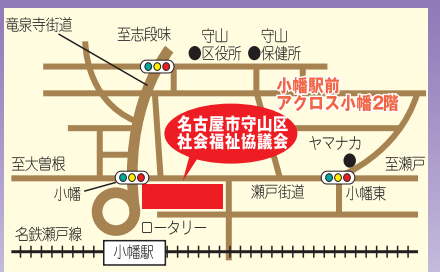 竜泉寺街道
至志段味
守山
区役所
守山
保健所
小幡駅前
アクロス小幡2階
名古屋市守山区
社会福祉協議会
ヤマナカ
至大曽根
至瀬戸
小幡
瀬戸街道
小幡東
ロータリー
名鉄瀬戸線
小幡駅